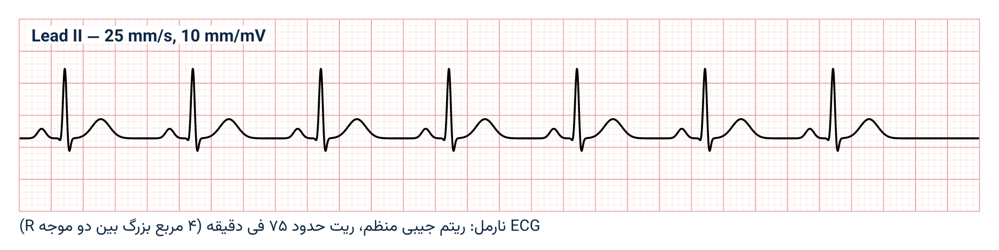 Lead II – 25 mm/s, 10 mm/mV
ECG نارمل: ریتم جیبی منظم، ریت حدود ۷۵ فی دقیقه (۴ مربع بزرگ بین دو موجه R)